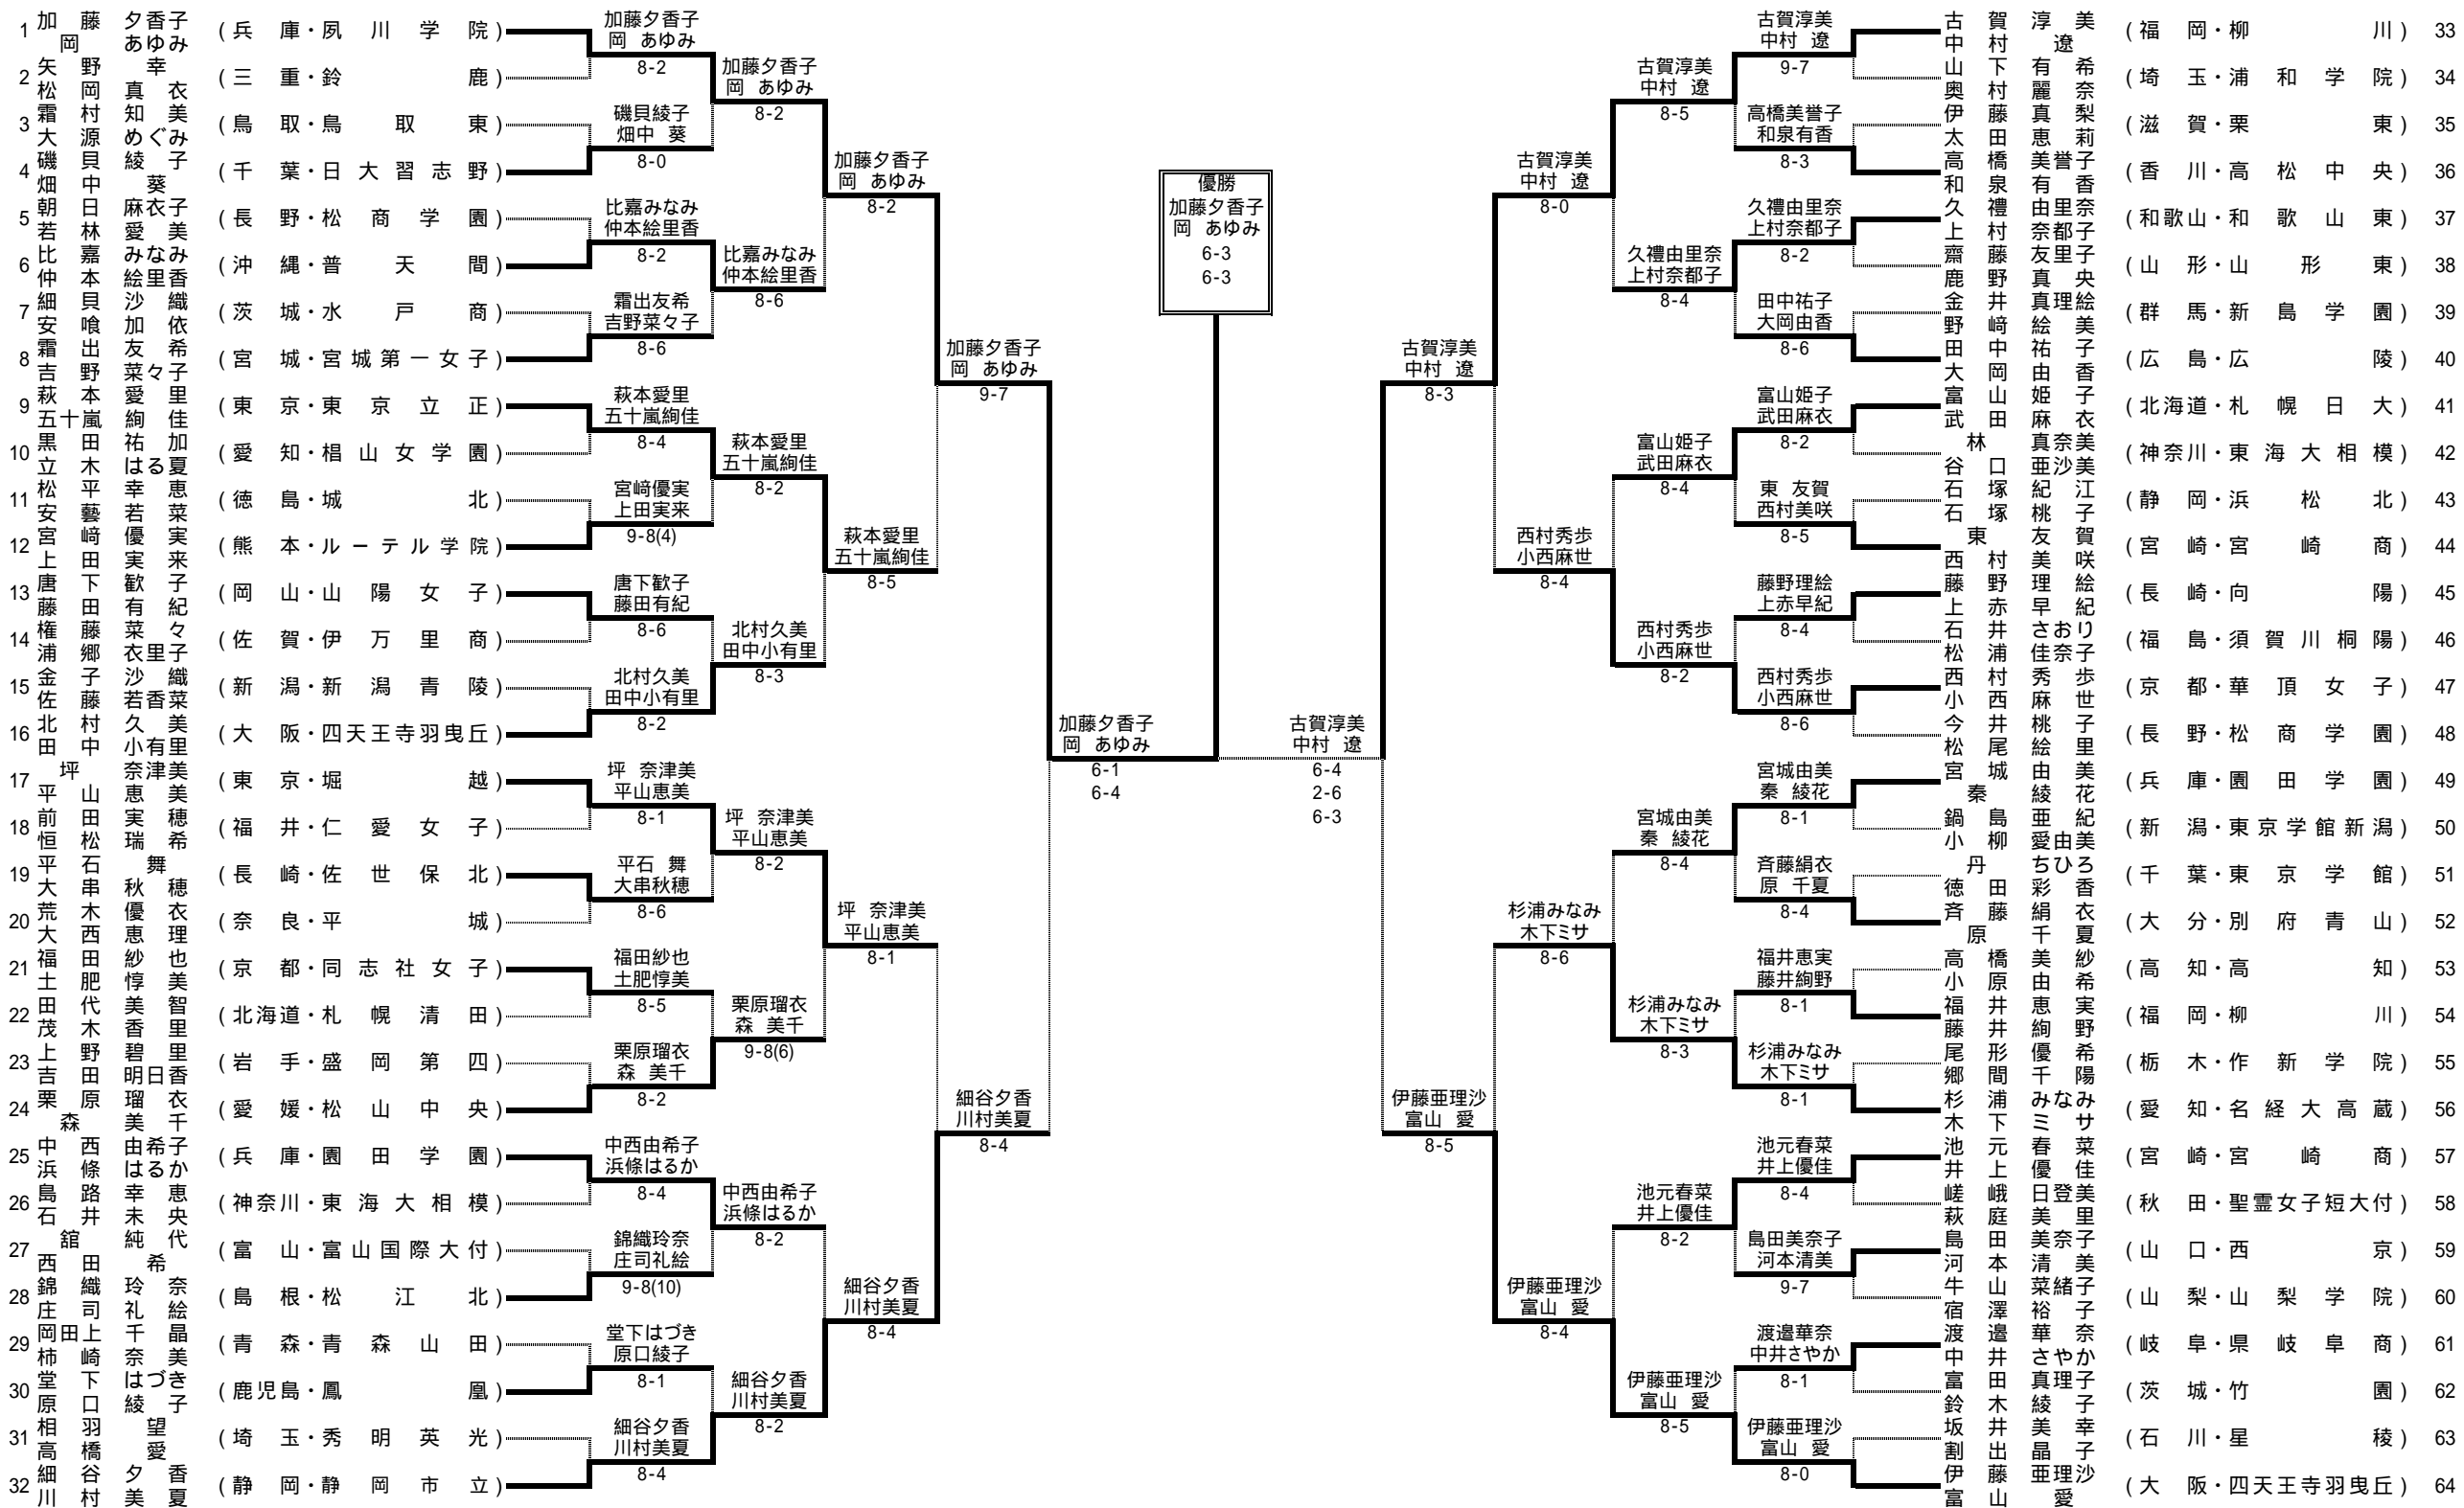 1 加藤 夕香子 岡 あゆみ (兵庫・夙川学院)
2 矢野 幸 松岡 真衣 (三重・鈴鹿)
3 霜村 知美 大源 めぐみ (鳥取・鳥取東)
4 磯貝 綾子 畑中 葵 (千葉・日大習志野)
5 朝日 麻衣子 若林 愛美 (長野・松商学園)
6 比嘉 みなみ 仲本 絵里香 (沖縄・普天間)
7 細貝 沙織 安喰 加依 (茨城・水戸商)
8 霜出 友希 吉野 菜々子 (宮城・宮城第一女子)
9 萩本 愛里 五十嵐 絢佳 (東京・東京立正)
10 黒田 祐加 立木 はる夏 (愛知・椙山女学園)
11 松平 幸恵 安藝 若菜 (徳島・城北)
12 宮﨑 優実 上田 実来 (熊本・ルーテル学院)
13 唐下 歓子 藤田 有紀 (岡山・山陽女子)
14 権藤 菜々 浦郷 衣里子 (佐賀・伊万里商)
15 金子 沙織 佐藤 若香菜 (新潟・新潟青陵)
16 北村 久美 田中 小有里 (大阪・四天王寺羽曳丘)
17 坪 奈津美 平山 恵美 (東京・堀越)
18 前田 実穂 恒松 瑞希 (福井・仁愛女子)
19 平石 舞 大串 秋穂 (長崎・佐世保北)
20 荒木 優衣 大西 恵理 (奈良・平城)
21 福田 紗也 土肥 惇美 (京都・同志社女子)
22 田代 美智 茂木 香里 (北海道・札幌清田)
23 上野 碧里 吉田 明日香 (岩手・盛岡第四)
24 栗原 瑠衣 森 美千 (愛媛・松山中央)
25 中西 由希子 浜條 はるか (兵庫・園田学園)
26 島路 幸恵 石井 未央 (神奈川・東海大相模)
27 舘 純代 西田 希 (富山・富山国際大付)
28 錦織 玲奈 庄司 礼絵 (島根・松江北)
29 岡田上 千晶 柿崎 奈美 (青森・青森山田)
30 堂下 はづき 原口 綾子 (鹿児島・鳳凰)
31 相羽 望 高橋 愛 (埼玉・秀明英光)
32 細谷 夕香 川村 美夏 (静岡・静岡市立)
加藤夕香子 岡 あゆみ 8-2
磯貝綾子 畑中 葵 8-0
比嘉みなみ 仲本絵里香 8-2
霜出友希 吉野菜々子 8-6
萩本愛里 五十嵐絢佳 8-4
宮﨑優実 上田実来 9-8(4)
唐下歓子 藤田有紀 8-6
北村久美 田中小有里 8-2
坪 奈津美 平山恵美 8-1
平石 舞 大串秋穂 8-6
福田紗也 土肥惇美 8-5
栗原瑠衣 森 美千 8-2
中西由希子 浜條はるか 8-4
錦織玲奈 庄司礼絵 9-8(10)
堂下はづき 原口綾子 8-1
細谷夕香 川村美夏 8-4
加藤夕香子 岡 あゆみ 8-2
比嘉みなみ 仲本絵里香 8-6
萩本愛里 五十嵐絢佳 8-2
北村久美 田中小有里 8-3
坪 奈津美 平山恵美 8-2
栗原瑠衣 森 美千 9-8(6)
中西由希子 浜條はるか 8-2
細谷夕香 川村美夏 8-2
加藤夕香子 岡 あゆみ 8-2
萩本愛里 五十嵐絢佳 8-5
坪 奈津美 平山恵美 8-1
細谷夕香 川村美夏 8-4
加藤夕香子 岡 あゆみ 9-7
細谷夕香 川村美夏 8-4
加藤夕香子 岡 あゆみ 6-1 6-4
優勝
加藤夕香子
岡 あゆみ
6-3
6-3
古賀淳美 中村 遼 6-4 2-6 6-3
古賀淳美 中村 遼 8-3
伊藤亜理沙 富山 愛 8-5
古賀淳美 中村 遼 8-0
西村秀歩 小西麻世 8-4
杉浦みなみ 木下ミサ 8-6
伊藤亜理沙 富山 愛 8-4
古賀淳美 中村 遼 8-5
久禮由里奈 上村奈都子 8-4
富山姫子 武田麻衣 8-4
西村秀歩 小西麻世 8-2
宮城由美 秦 綾花 8-4
杉浦みなみ 木下ミサ 8-3
池元春菜 井上優佳 8-2
伊藤亜理沙 富山 愛 8-5
古賀淳美 中村 遼 9-7
高橋美誉子 和泉有香 8-3
久禮由里奈 上村奈都子 8-2
田中祐子 大岡由香 8-6
富山姫子 武田麻衣 8-2
東 友賀 西村美咲 8-5
藤野理絵 上赤早紀 8-4
西村秀歩 小西麻世 8-6
宮城由美 秦 綾花 8-1
斉藤絹衣 原 千夏 8-4
福井恵実 藤井絢野 8-1
杉浦みなみ 木下ミサ 8-1
池元春菜 井上優佳 8-4
島田美奈子 河本清美 9-7
渡邉華奈 中井さやか 8-1
伊藤亜理沙 富山 愛 8-0
古賀 淳美 中村 遼 (福岡・柳川) 33
山下 有希 奥村 麗奈 (埼玉・浦和学院) 34
伊藤 真梨 太田 恵莉 (滋賀・栗東) 35
高橋 美誉子 和泉 有香 (香川・高松中央) 36
久禮 由里奈 上村 奈都子 (和歌山・和歌山東) 37
齋藤 友里子 鹿野 真央 (山形・山形東) 38
金井 真理絵 野﨑 絵美 (群馬・新島学園) 39
田中 祐子 大岡 由香 (広島・広陵) 40
富山 姫子 武田 麻衣 (北海道・札幌日大) 41
林 真奈美 谷口 亜沙美 (神奈川・東海大相模) 42
石塚 紀江 石塚 桃子 (静岡・浜松北) 43
東 友賀 西村 美咲 (宮崎・宮崎商) 44
藤野 理絵 上赤 早紀 (長崎・向陽) 45
石井 さおり 松浦 佳奈子 (福島・須賀川桐陽) 46
西村 秀歩 小西 麻世 (京都・華頂女子) 47
今井 桃子 松尾 絵里 (長野・松商学園) 48
宮城 由美 秦 綾花 (兵庫・園田学園) 49
鍋島 亜紀 小柳 愛由美 (新潟・東京学館新潟) 50
丹 ちひろ 徳田 彩香 (千葉・東京学館) 51
斉藤 絹衣 原 千夏 (大分・別府青山) 52
高橋 美紗 小原 由希 (高知・高知) 53
福井 恵実 藤井 絢野 (福岡・柳川) 54
尾形 優希 郷間 千陽 (栃木・作新学院) 55
杉浦 みなみ 木下 ミサ (愛知・名経大高蔵) 56
池元 春菜 井上 優佳 (宮崎・宮崎商) 57
嵯峨 日登美 萩庭 美里 (秋田・聖霊女子短大付) 58
島田 美奈子 河本 清美 (山口・西京) 59
牛山 菜緒子 宿澤 裕子 (山梨・山梨学院) 60
渡邉 華奈 中井 さやか (岐阜・県岐阜商) 61
富田 真理子 鈴木 綾子 (茨城・竹園) 62
坂井 美幸 割出 晶子 (石川・星稜) 63
伊藤 亜理沙 富山 愛 (大阪・四天王寺羽曳丘) 64